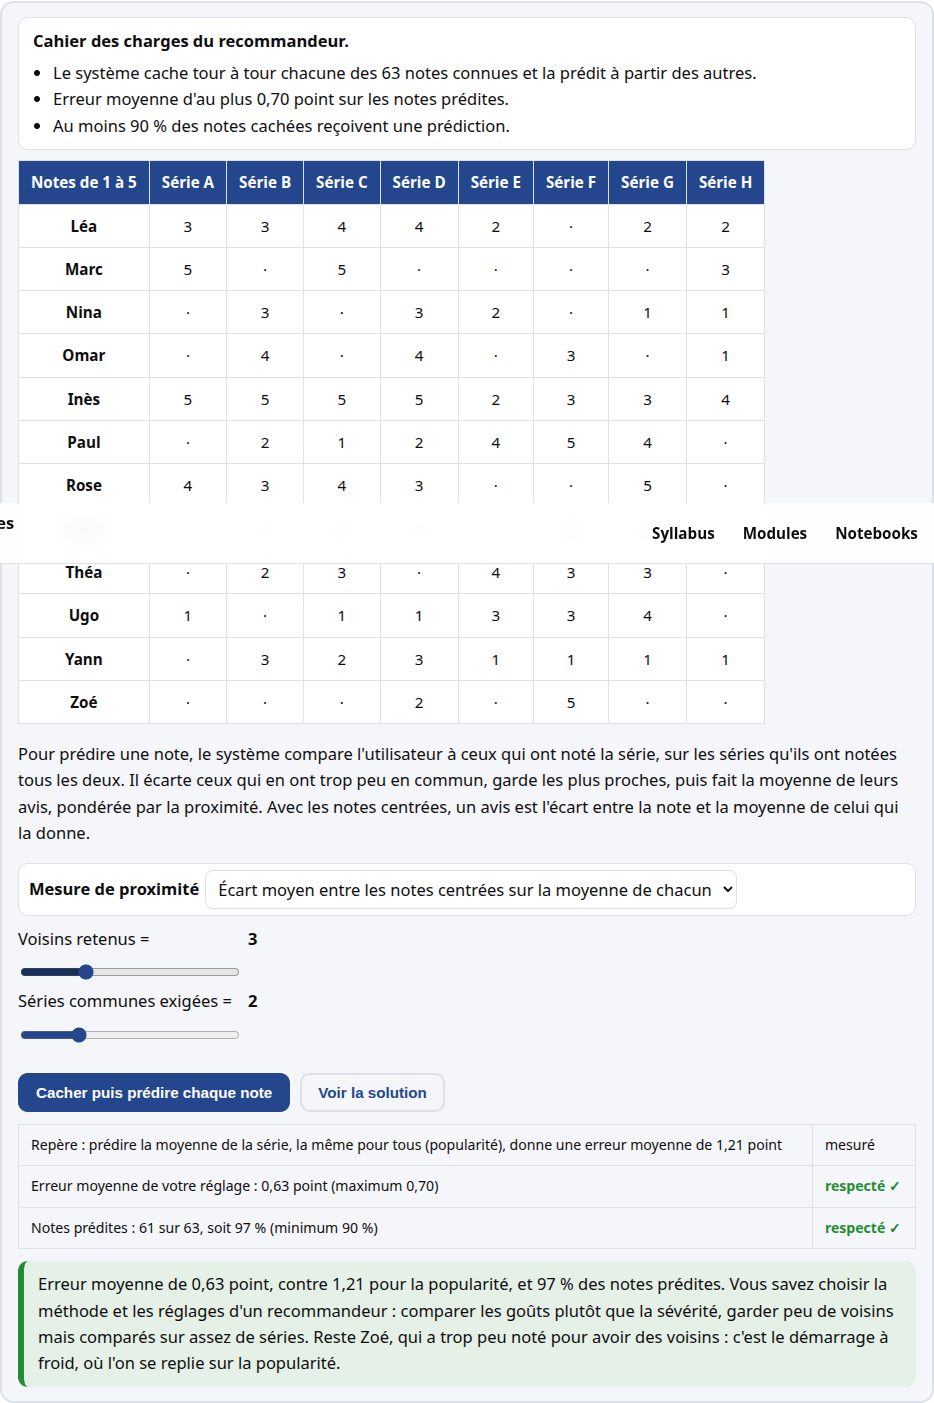 Cahier des charges du recommandeur.
• Le système cache tour à tour chacune des 63 notes connues et la prédit à partir des autres.
• Erreur moyenne d'au plus 0,70 point sur les notes prédites.
• Au moins 90 % des notes cachées reçoivent une prédiction.
Notes de 1 à 5 Série A Série B Série C Série D Série E Série F Série G Série H
Léa 3 3 4 4 2 · 2 2
Marc 5 · 5 · · · · 3
Nina · 3 · 3 2 · 1 1
Omar · 4 · 4 · 3 · 1
Inès 5 5 5 5 2 3 3 4
Paul · 2 1 2 4 5 4 ·
Rose 4 3 4 3 · · 5 ·
es Syllabus Modules Notebooks
Théa · 2 3 · 4 3 3 ·
Ugo 1 · 1 1 3 3 4 ·
Yann · 3 2 3 1 1 1 1
Zoé · · · 2 · 5 · ·
Pour prédire une note, le système compare l'utilisateur à ceux qui ont noté la série, sur les séries qu'ils ont notées
tous les deux. Il écarte ceux qui en ont trop peu en commun, garde les plus proches, puis fait la moyenne de leurs
avis, pondérée par la proximité. Avec les notes centrées, un avis est l'écart entre la note et la moyenne de celui qui
la donne.
Mesure de proximité Écart moyen entre les notes centrées sur la moyenne de chacun
Voisins retenus = 3
Séries communes exigées = 2
Cacher puis prédire chaque note Voir la solution
Repère : prédire la moyenne de la série, la même pour tous (popularité), donne une erreur moyenne de 1,21 point mesuré
Erreur moyenne de votre réglage : 0,63 point (maximum 0,70) respecté ✓
Notes prédites : 61 sur 63, soit 97 % (minimum 90 %) respecté ✓
Erreur moyenne de 0,63 point, contre 1,21 pour la popularité, et 97 % des notes prédites. Vous savez choisir la
méthode et les réglages d'un recommandeur : comparer les goûts plutôt que la sévérité, garder peu de voisins
mais comparés sur assez de séries. Reste Zoé, qui a trop peu noté pour avoir des voisins : c'est le démarrage à
froid, où l'on se replie sur la popularité.